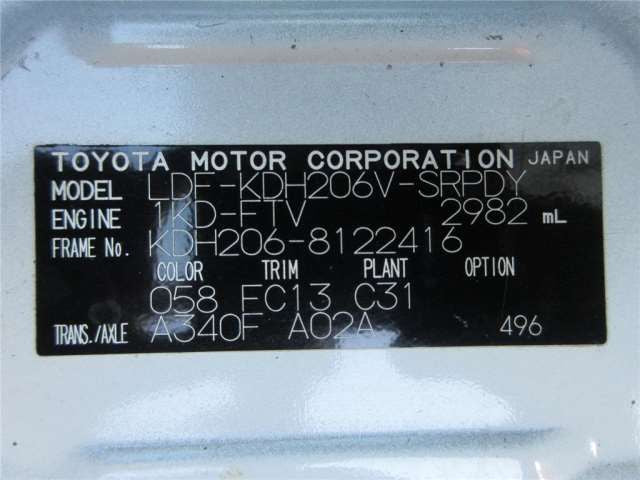 TOYOTA MOTOR CORPORATION JAPAN
MODEL LDF-KDH206V-SRPDY
ENGINE 1KD-FTV 2982 mL
FRAME No. KDH206-8122416
COLOR TRIM PLANT OPTION
058 FC13 C31
TRANS./AXLE A340F A02A 496